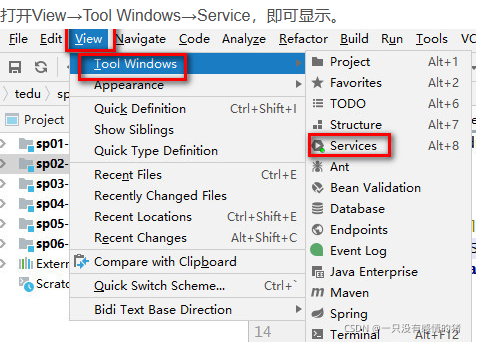 打开View→Tool Windows→Service，即可显示。
File Edit View Navigate Code Analyze Refactor Build Run Tools VC
tedu sp
Project
sp01-
sp02-
sp03-
sp04-
sp05-
sp06-
Extern
Scratc
Tool Windows
Appearance
Quick Definition Ctrl+Shift+I
Show Siblings
Quick Type Definition
Recent Files Ctrl+E
Recently Changed Files
Recent Locations Ctrl+Shift+E
Recent Changes Alt+Shift+C
Compare with Clipboard
Quick Switch Scheme... Ctrl+`
Bidi Text Base Direction
Project Alt+1
Favorites Alt+2
TODO Alt+6
Structure Alt+7
Services Alt+8
Ant
Bean Validation
Database
Endpoints
Event Log
Java Enterprise
Maven
Spring
Terminal Alt+F12
14
CSDN @一只没有感情的猪